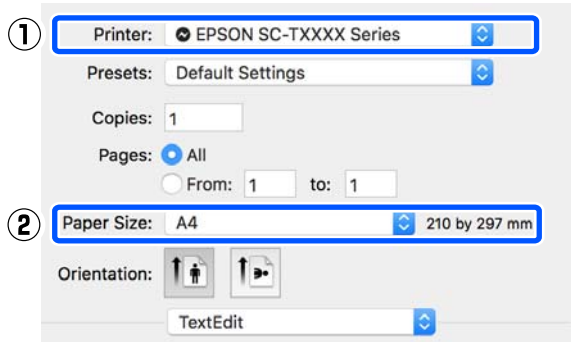 ① Printer: EPSON SC-TXXXX Series
Presets: Default Settings
Copies: 1
Pages: All
From: 1 to: 1
② Paper Size: A4 210 by 297 mm
Orientation:
TextEdit